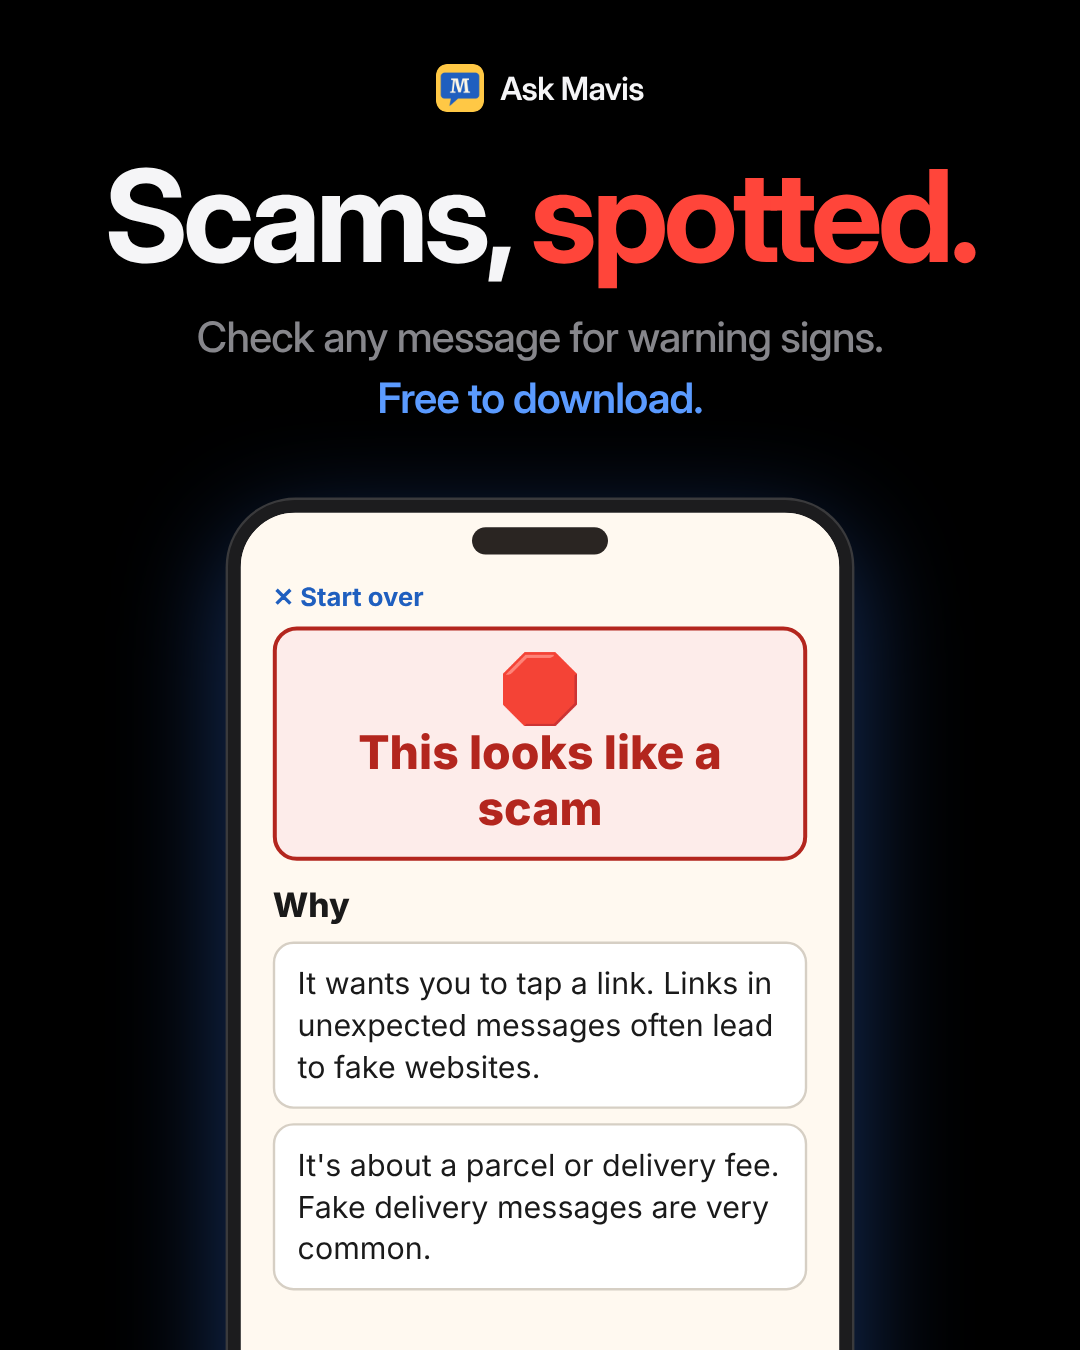 M
Ask Mavis
Scams, spotted.
Check any message for warning signs.
Free to download.
✕ Start over
This looks like a
scam
Why
It wants you to tap a link. Links in
unexpected messages often lead
to fake websites.
It's about a parcel or delivery fee.
Fake delivery messages are very
common.